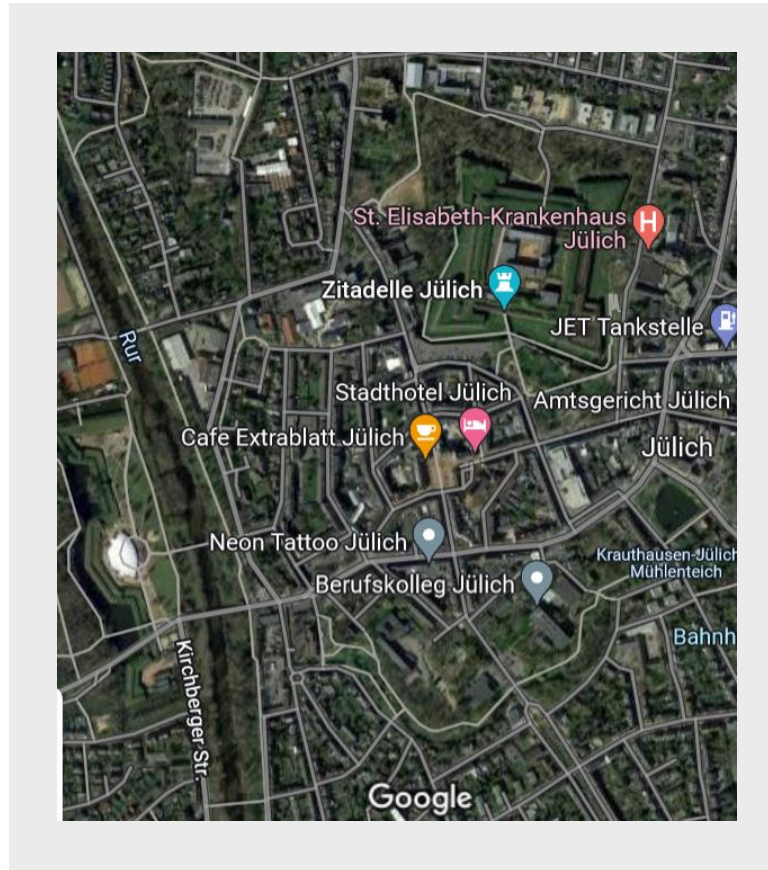 St. Elisabeth-Krankenhaus
Jülich
Zitadelle Jülich
JET Tankstelle
Rur
Stadthotel Jülich
Amtsgericht Jülich
Cafe Extrablatt Jülich
Jülich
Neon Tattoo Jülich
Krauthausen-Jülich
Mühlenteich
Berufskolleg Jülich
Bahnh
Kirchberger Str.
Google